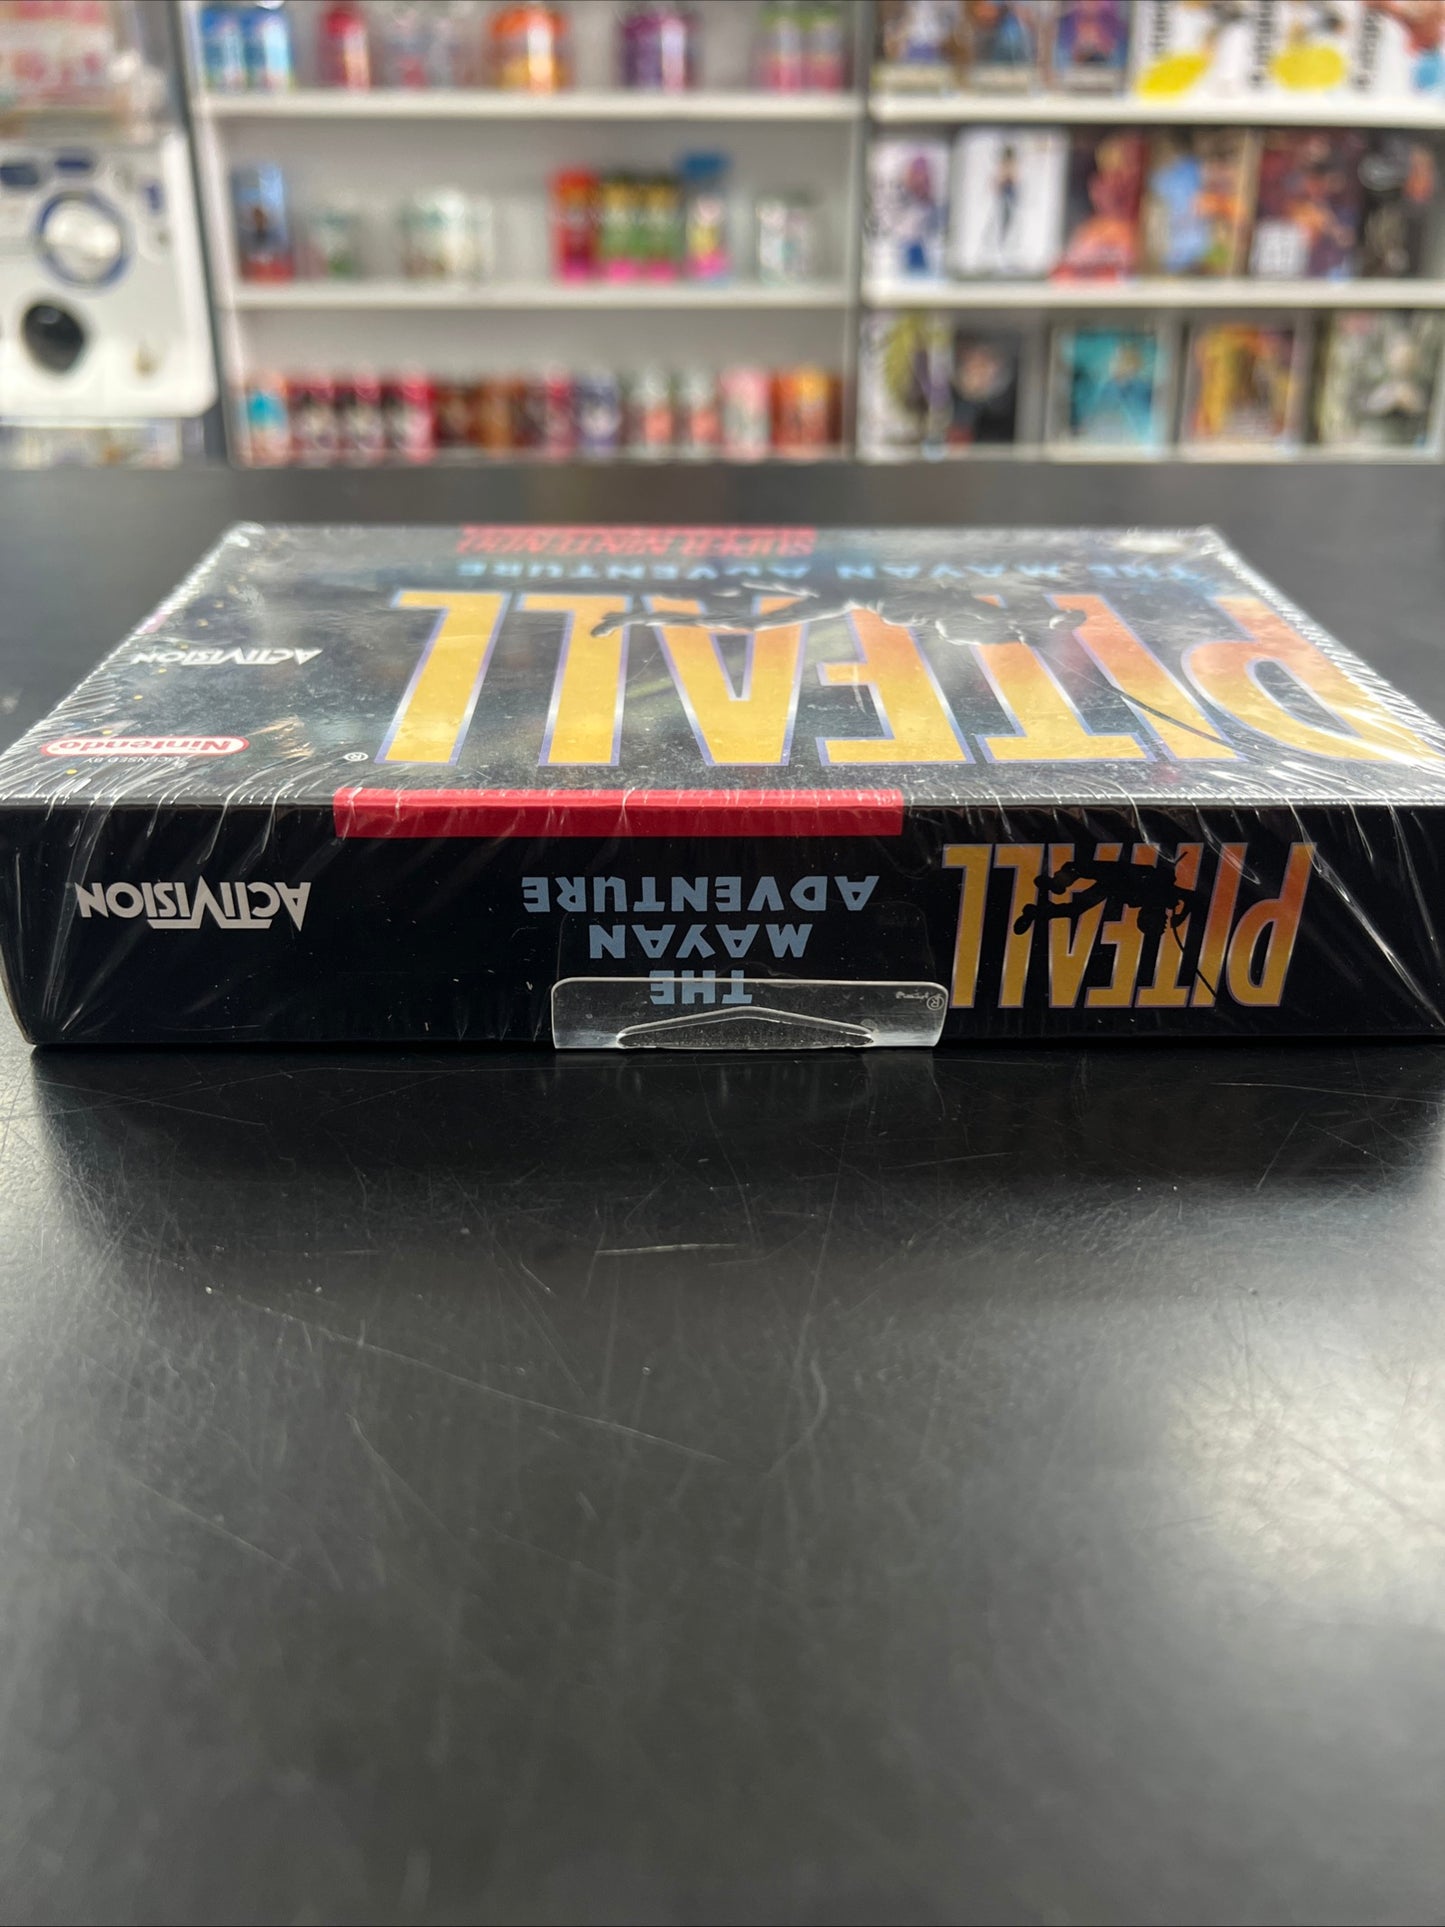 PITFALL
THE MAYAN ADVENTURE
SUPER NINTENDO
ACTIVISION
LICENSED BY
Nintendo
®
PITFALL
THE
MAYAN
ADVENTURE
ACTIVISION
®